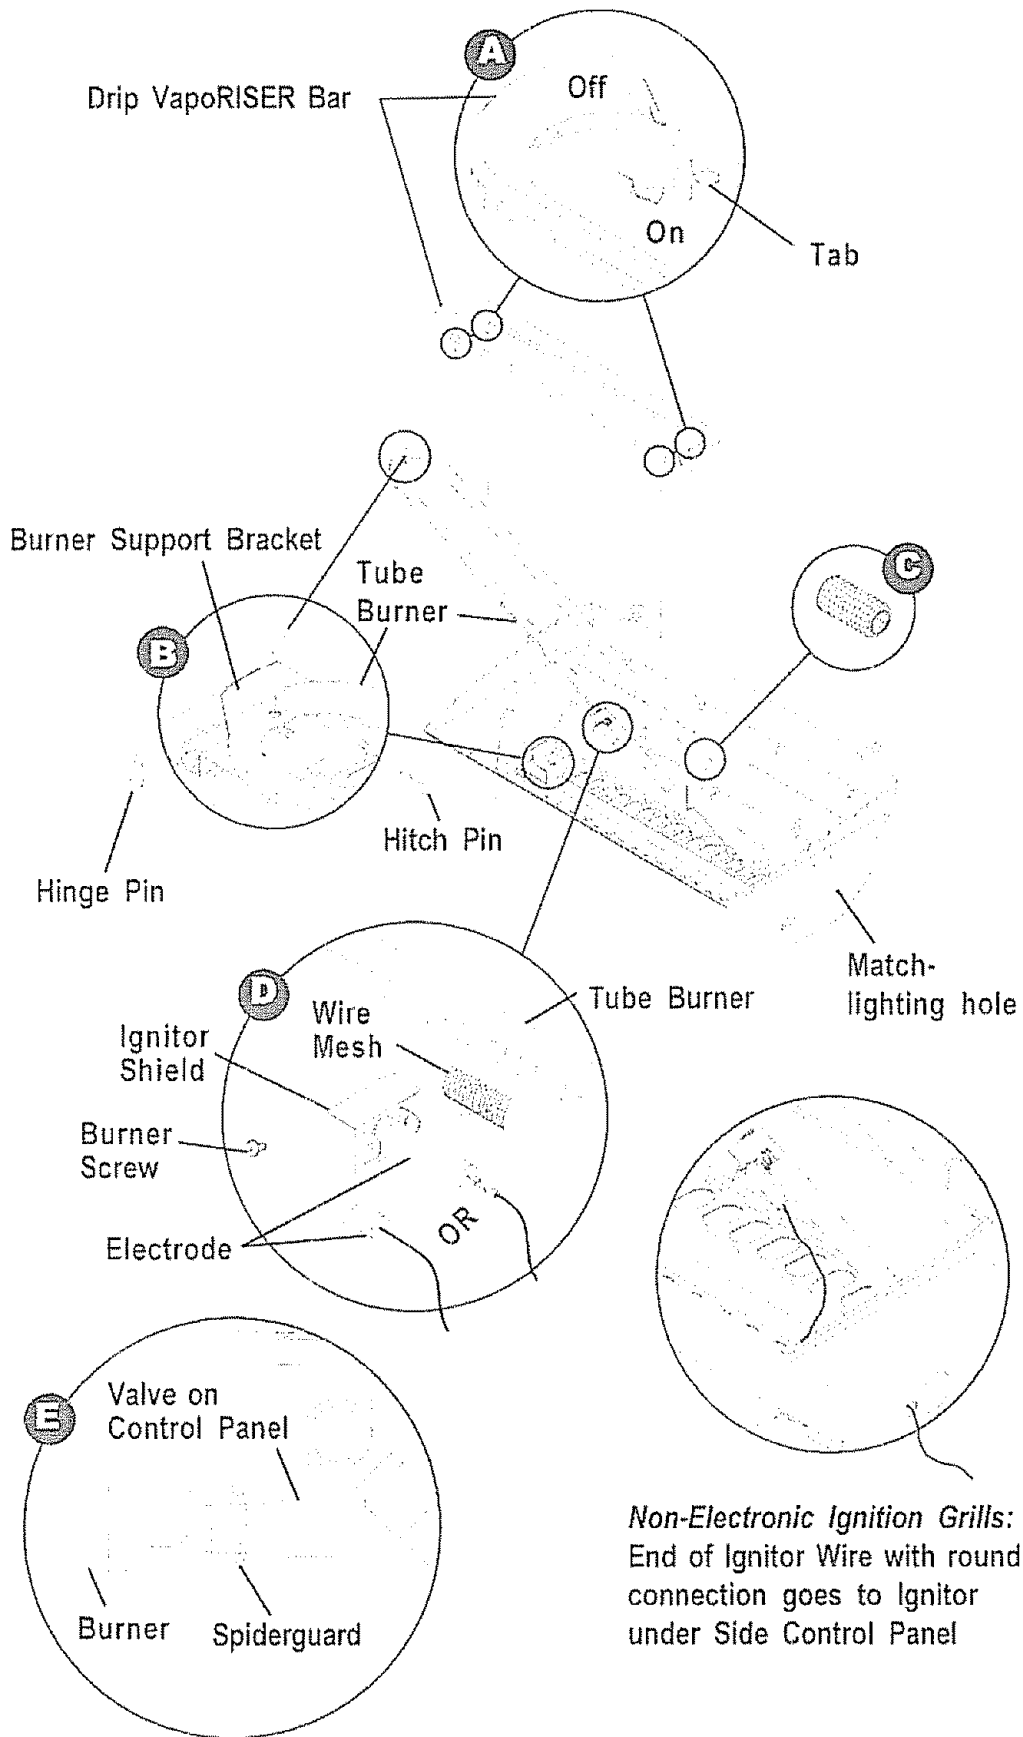 A
Drip VapoRISER Bar
Off
On
Tab
Burner Support Bracket
Tube
Burner
B
C
Hitch Pin
Hinge Pin
Match-
lighting hole
D
Tube Burner
Wire
Mesh
Ignitor
Shield
Burner
Screw
Electrode
OR
E
Valve on
Control Panel
Burner
Spiderguard
Non-Electronic Ignition Grills:
End of Ignitor Wire with round
connection goes to Ignitor
under Side Control Panel